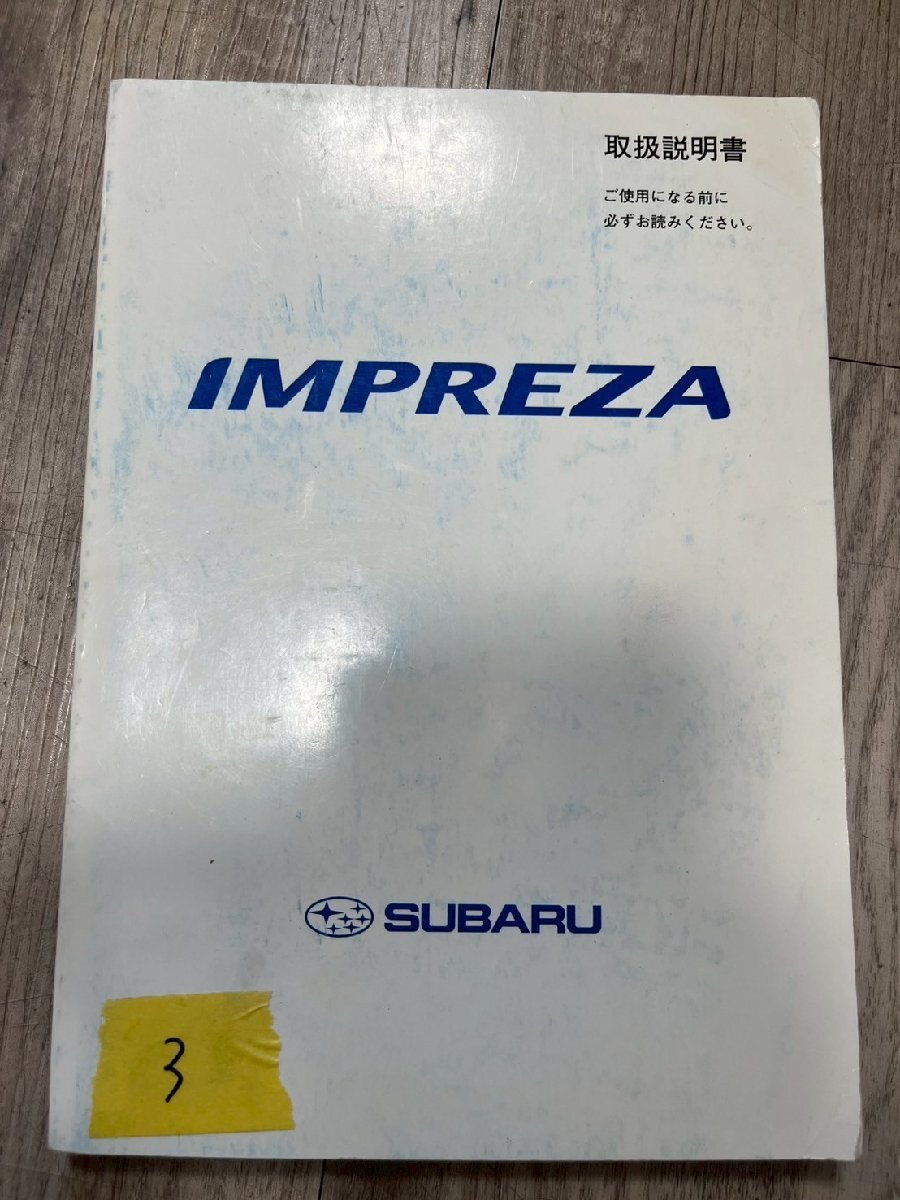 取扱説明書
ご使用になる前に
必ずお読みください。
IMPREZA
SUBARU
3